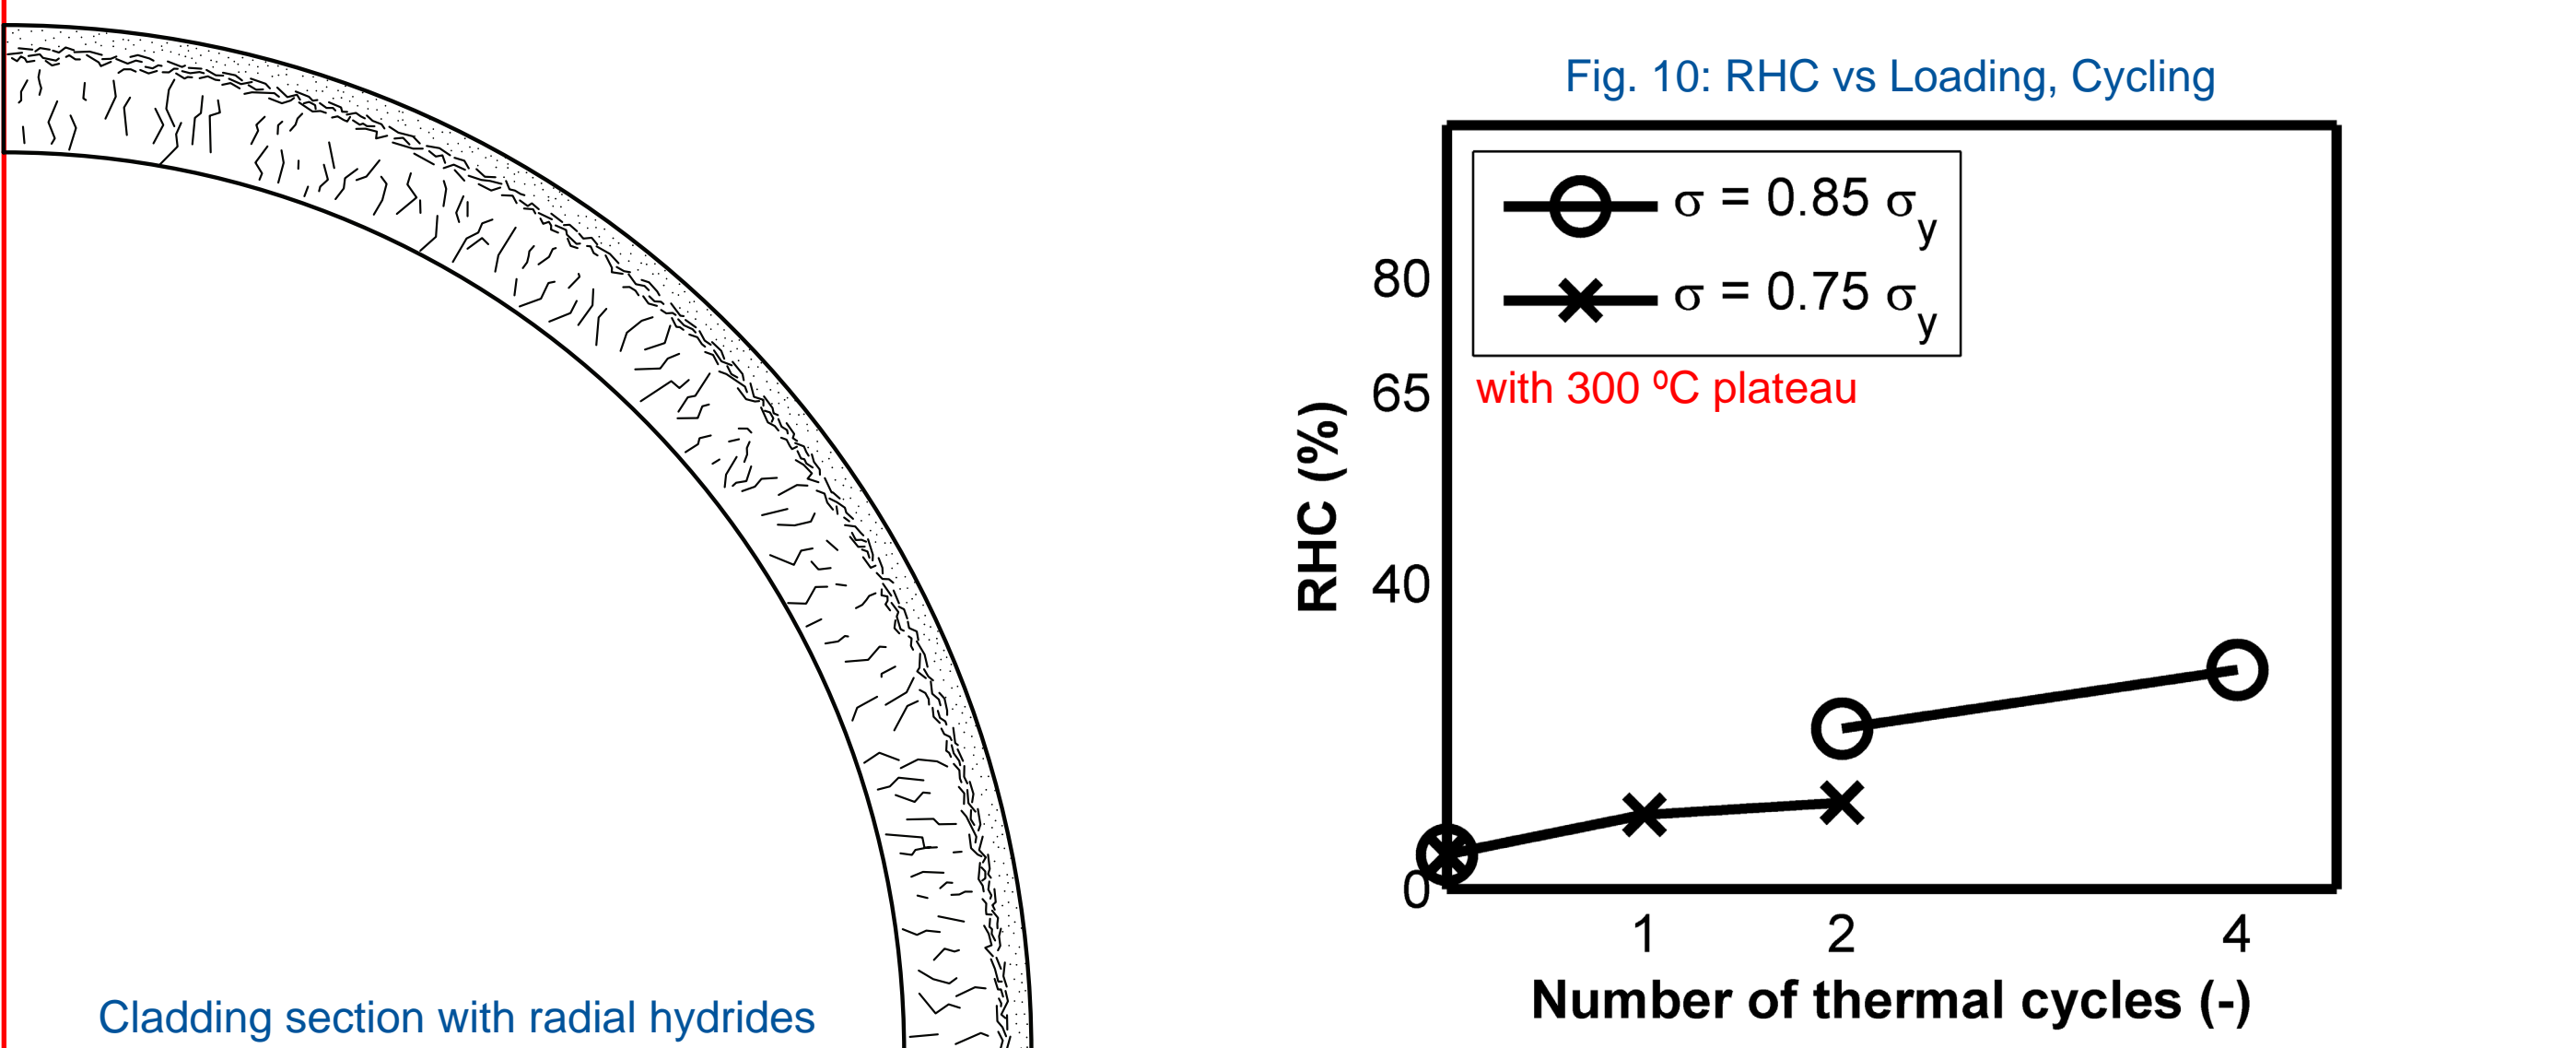 Cladding section with radial hydrides
Fig. 10: RHC vs Loading, Cycling
σ = 0.85 σy
σ = 0.75 σy
with 300 ºC plateau
RHC (%)
80
65
40
0
1 2 4
Number of thermal cycles (-)